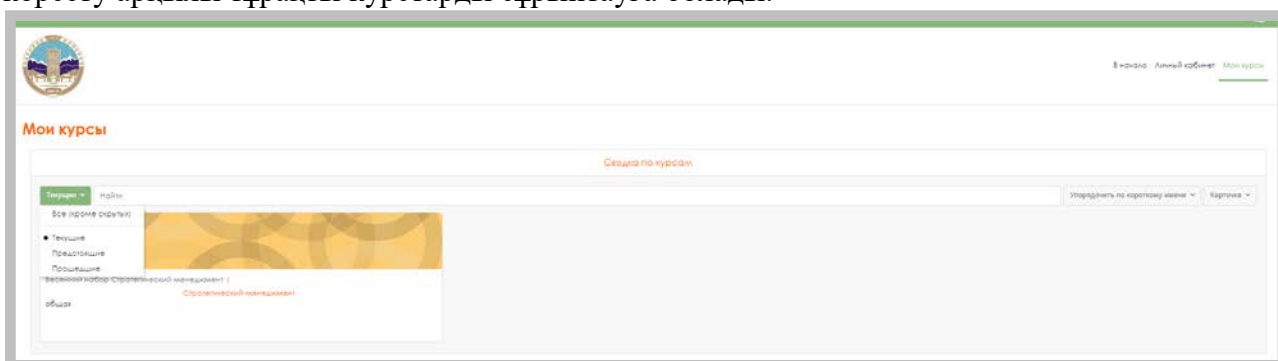 В начало Личный кабинет Мои курсы
Мои курсы
Сводка по курсам
Текущие Найти Упорядочить по короткому имени Карточка
Все (кроме скрытых)
Текущие
Предстоящие
Прошедшие
Весенний набор Стратегический менеджмент |
Стратегический менеджмент
общая